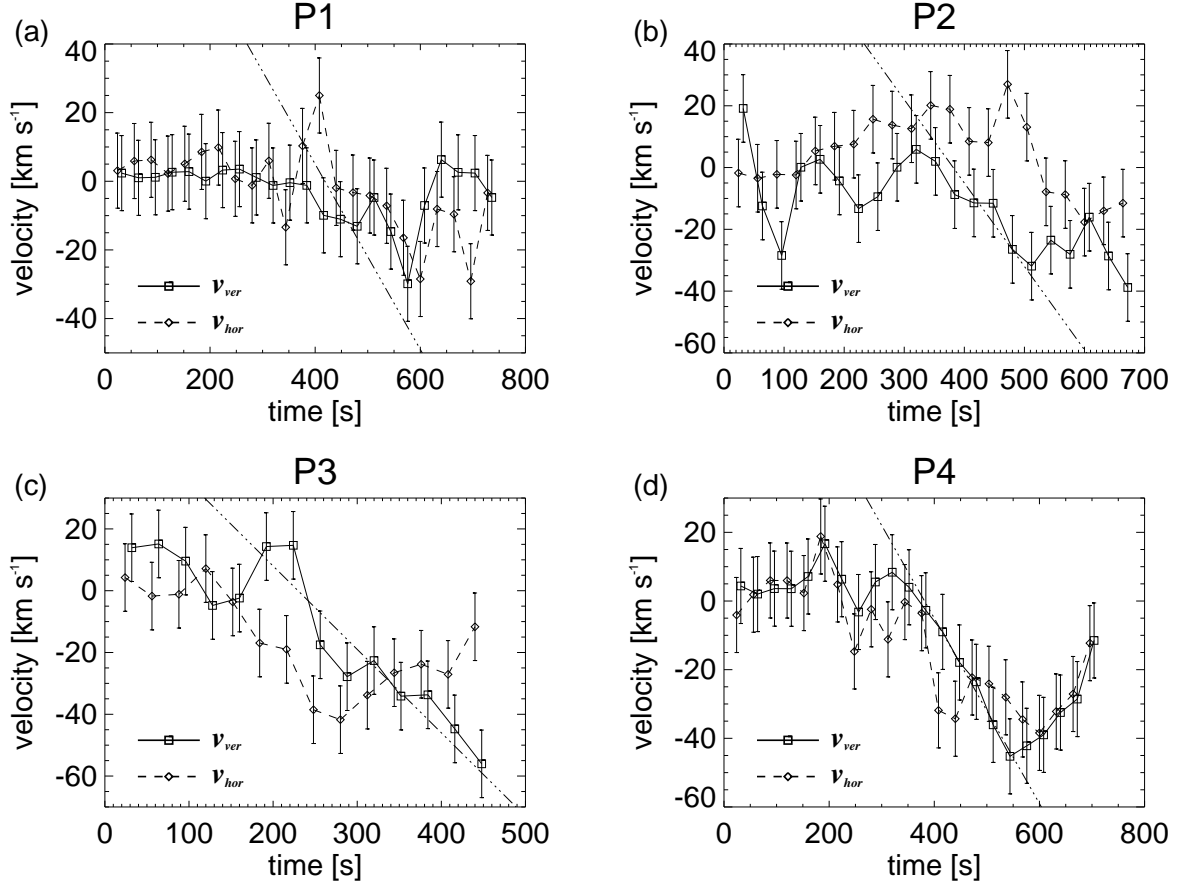 P1
(a)
velocity [km s⁻¹]
40
20
0
-20
-40
v_ver
v_hor
0 200 400 600 800
time [s]
P2
(b)
velocity [km s⁻¹]
40
20
0
-20
-40
-60
v_ver
v_hor
0 100 200 300 400 500 600 700
time [s]
P3
(c)
velocity [km s⁻¹]
20
0
-20
-40
-60
v_ver
v_hor
0 100 200 300 400 500
time [s]
P4
(d)
velocity [km s⁻¹]
20
0
-20
-40
-60
v_ver
v_hor
0 200 400 600 800
time [s]